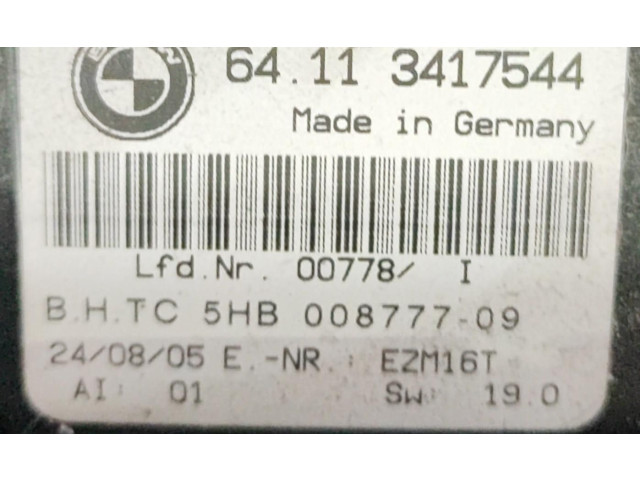 64.11 3417544
Made in Germany
Lfd.Nr. 00778/ I
B.H.TC 5HB 008777-09
24/08/05 E.-NR.: EZM16T
AI: 01 Sw: 19.0